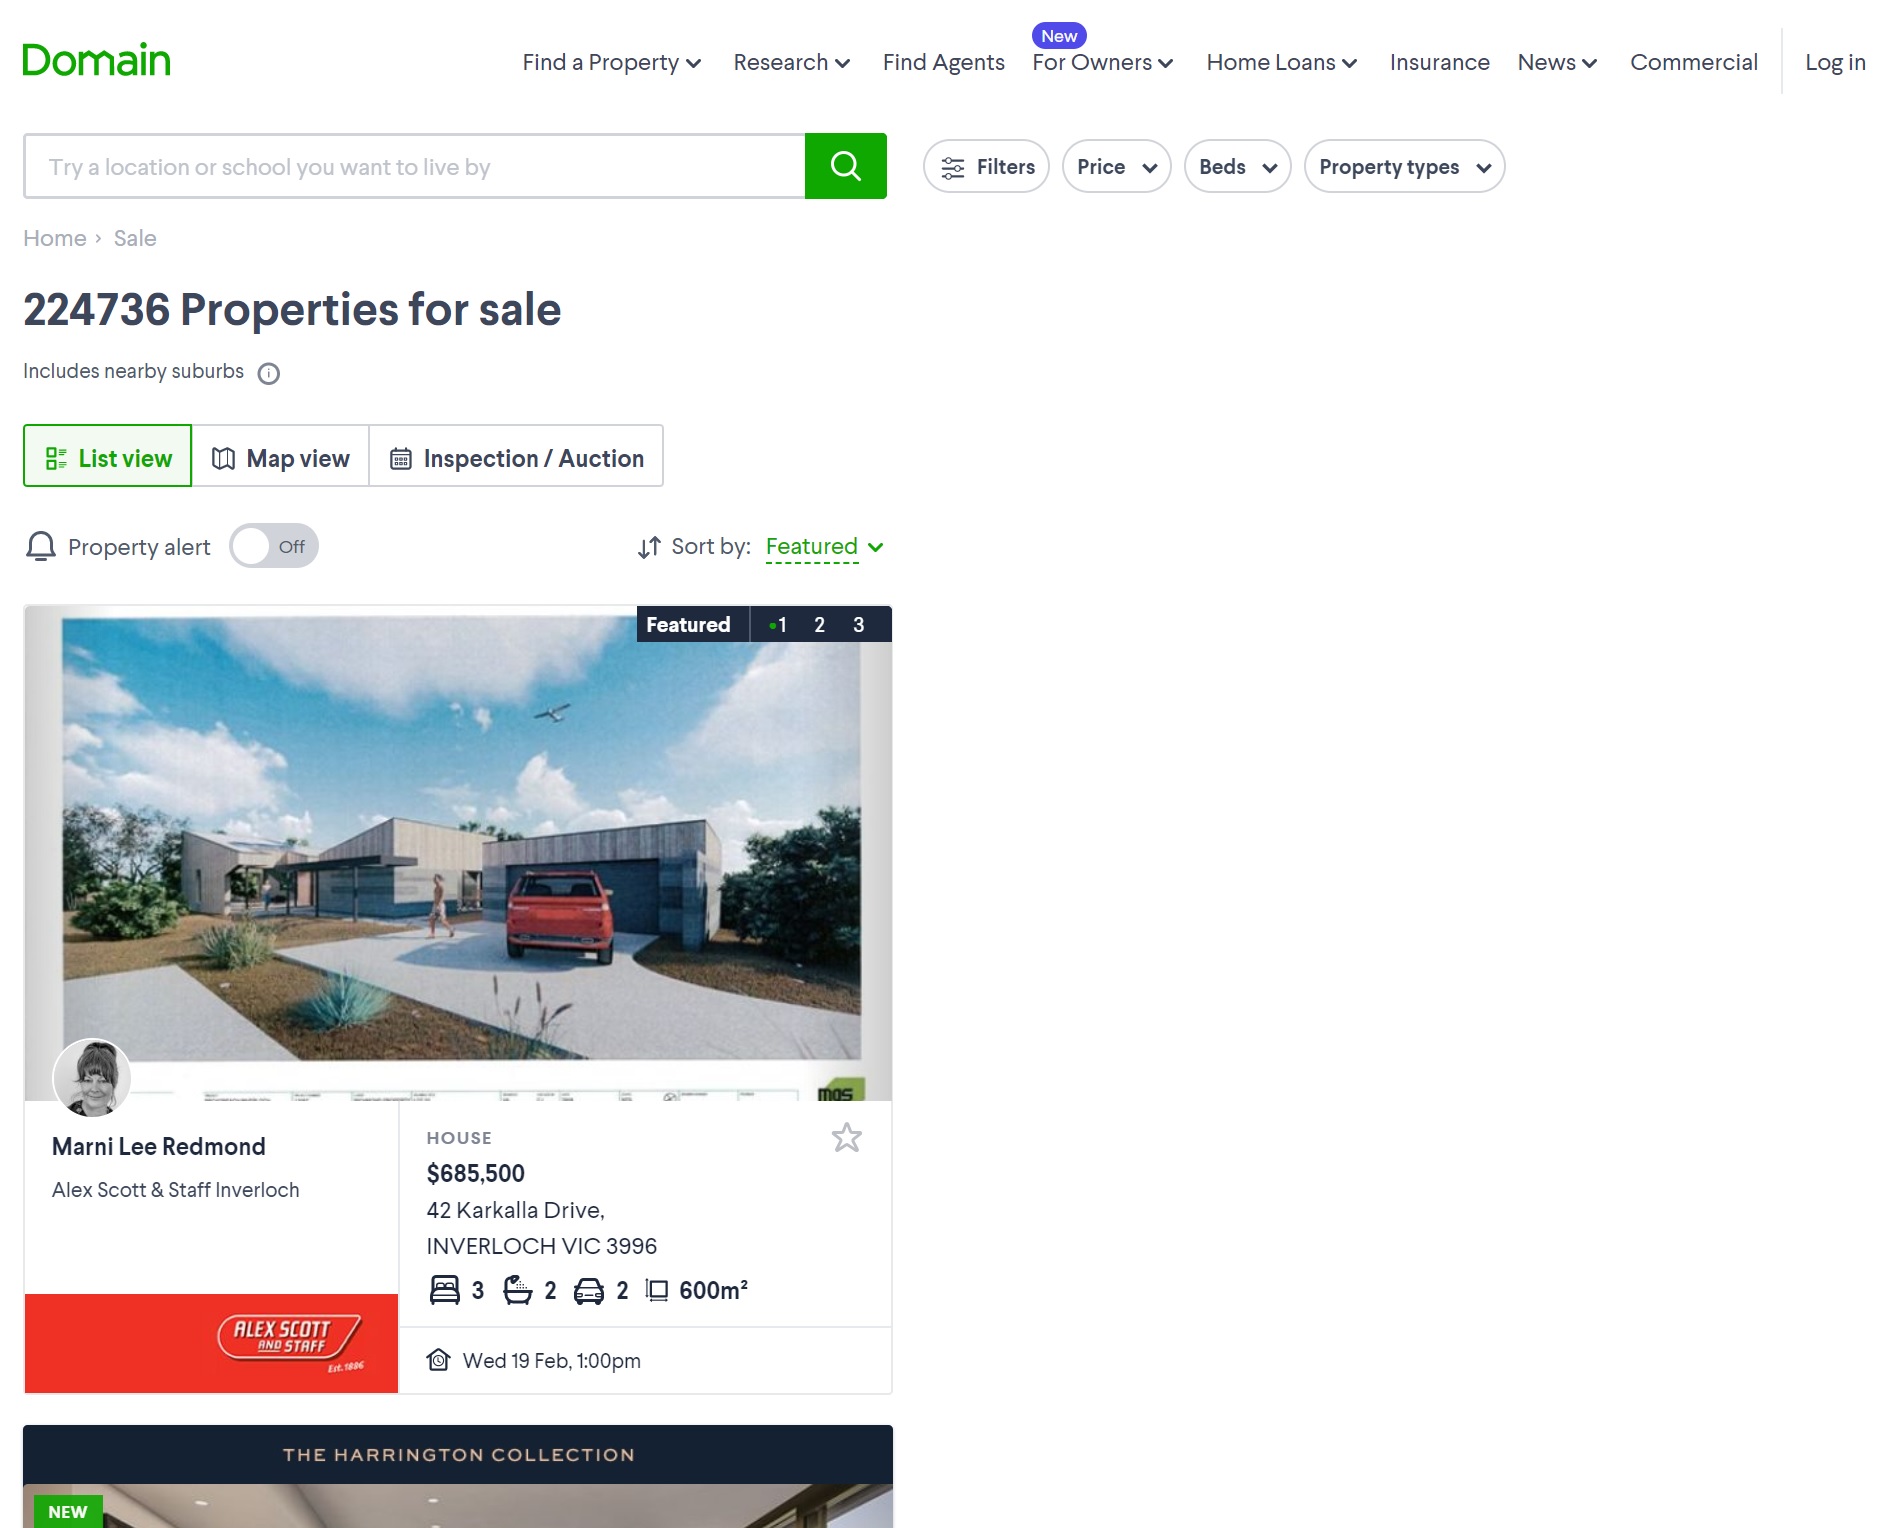 Domain
Find a Property
Research
Find Agents
New
For Owners
Home Loans
Insurance
News
Commercial
Log in
Try a location or school you want to live by
Filters
Price
Beds
Property types
Home › Sale
224736 Properties for sale
Includes nearby suburbs
List view
Map view
Inspection / Auction
Property alert
Off
Sort by: Featured
Featured
1 2 3
mas
Marni Lee Redmond
Alex Scott & Staff Inverloch
ALEX SCOTT
AND STAFF
Est. 1886
HOUSE
$685,500
42 Karkalla Drive,
INVERLOCH VIC 3996
3 2 2 600m²
Wed 19 Feb, 1:00pm
THE HARRINGTON COLLECTION
NEW